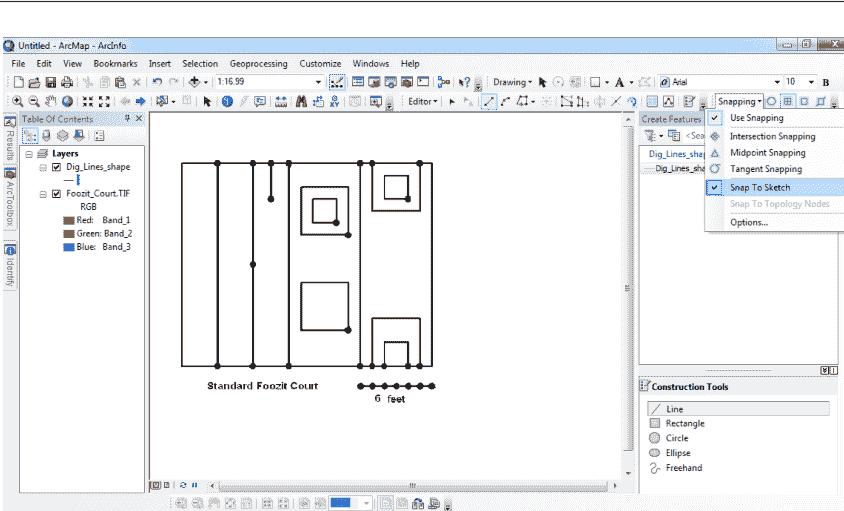 Untitled - ArcMap - ArcInfo
File Edit View Bookmarks Insert Selection Geoprocessing Customize Windows Help
1:16.99 Drawing Arial 10 B
Editor Snapping
Table Of Contents
Layers
Dig_Lines_shape
Foozit_Court.TIF
RGB
Red: Band_1
Green: Band_2
Blue: Band_3
Results
ArcToolbox
Identify
Standard Foozit Court
6 feet
Create Features
<Sea
Dig_Lines_shap
Dig_Lines_sha
Use Snapping
Intersection Snapping
Midpoint Snapping
Tangent Snapping
Snap To Sketch
Snap To Topology Nodes
Options...
Construction Tools
Line
Rectangle
Circle
Ellipse
Freehand